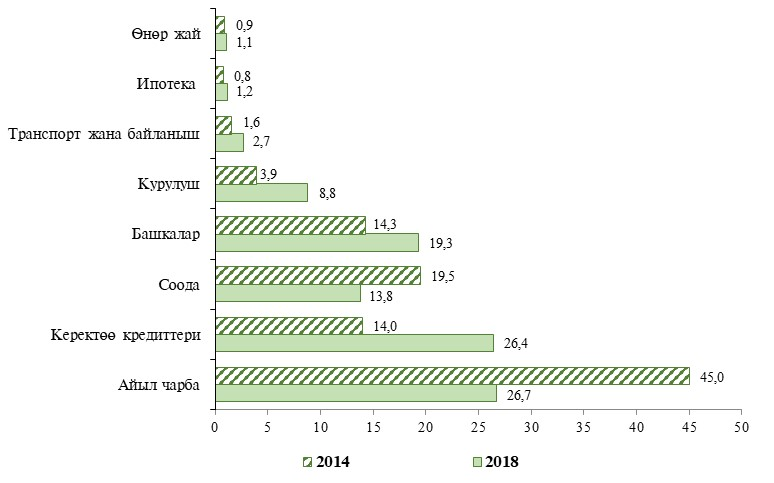 Өнөр жай
0,9
1,1
Ипотека
0,8
1,2
Транспорт жана байланыш
1,6
2,7
Курулуш
3,9
8,8
Башкалар
14,3
19,3
Соода
19,5
13,8
Керектөө кредиттери
14,0
26,4
Айыл чарба
45,0
26,7
0 5 10 15 20 25 30 35 40 45 50
2014 2018